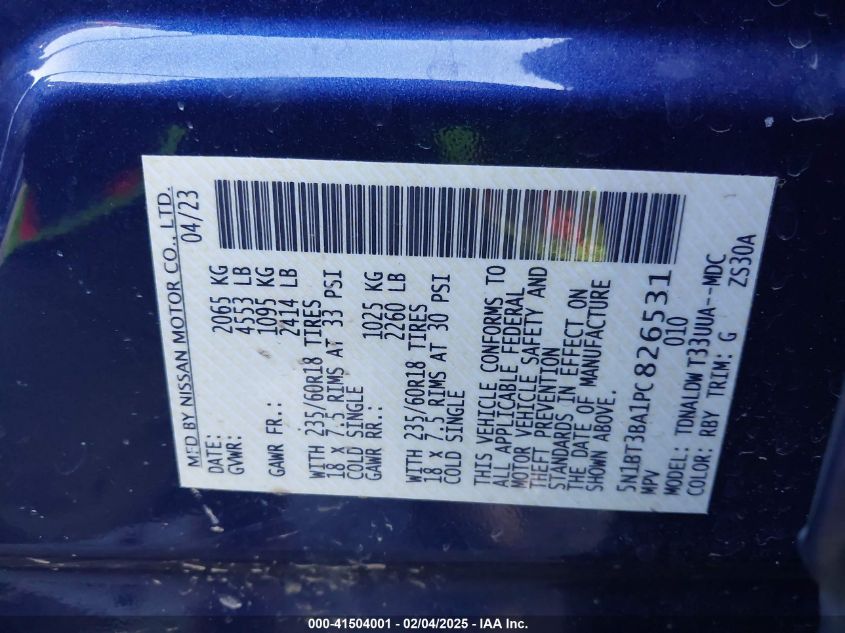 MFD BY NISSAN MOTOR CO., LTD.
DATE: 04/23
GVWR: 2065 KG
4553 LB
GAWR FR.: 1095 KG
2414 LB
WITH 235/60R18 TIRES
18 X 7.5 RIMS AT 33 PSI
COLD SINGLE
GAWR RR.: 1025 KG
2260 LB
WITH 235/60R18 TIRES
18 X 7.5 RIMS AT 30 PSI
COLD SINGLE
THIS VEHICLE CONFORMS TO
ALL APPLICABLE FEDERAL
MOTOR VEHICLE SAFETY AND
THEFT PREVENTION
STANDARDS IN EFFECT ON
THE DATE OF MANUFACTURE
SHOWN ABOVE.
5N1BT3BA1PC826531
MPV 010
MODEL: TDNALDW T33UUA--MDC
COLOR: RBY TRIM: G ZS30A
000-41504001 - 02/04/2025 - IAA Inc.